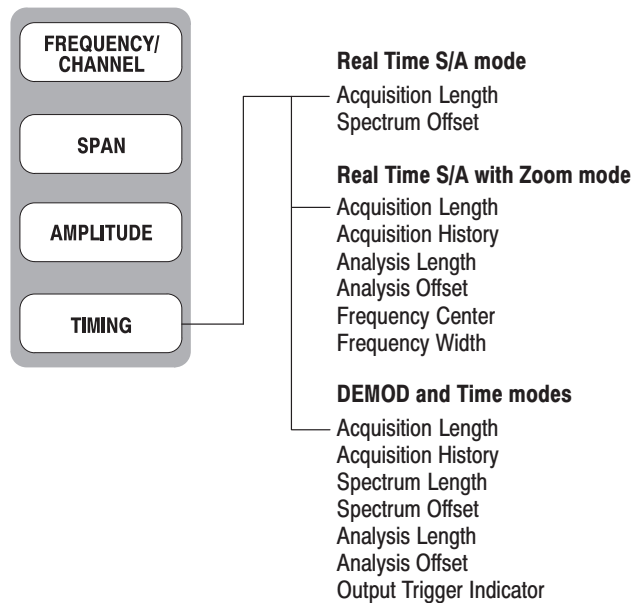 FREQUENCY/
CHANNEL
SPAN
AMPLITUDE
TIMING
Real Time S/A mode
Acquisition Length
Spectrum Offset
Real Time S/A with Zoom mode
Acquisition Length
Acquisition History
Analysis Length
Analysis Offset
Frequency Center
Frequency Width
DEMOD and Time modes
Acquisition Length
Acquisition History
Spectrum Length
Spectrum Offset
Analysis Length
Analysis Offset
Output Trigger Indicator